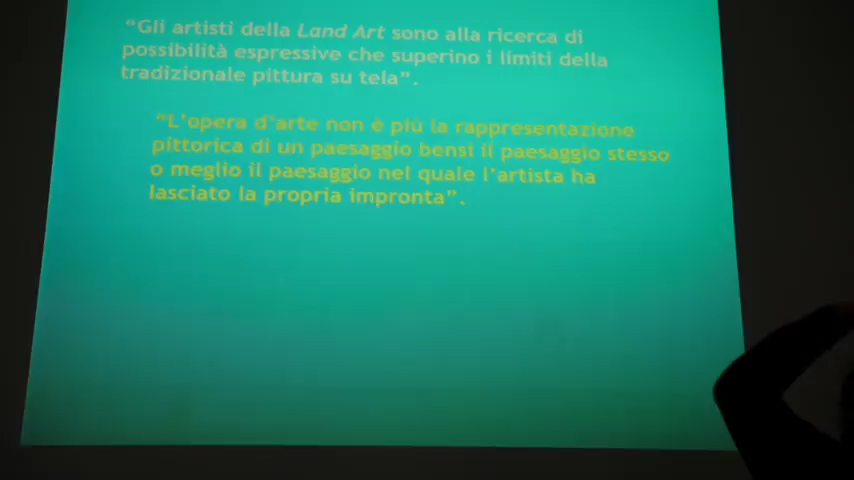 “Gli artisti della Land Art sono alla ricerca di
possibilità espressive che superino i limiti della
tradizionale pittura su tela”.
“L’opera d’arte non è più la rappresentazione
pittorica di un paesaggio bensì il paesaggio stesso
o meglio il paesaggio nel quale l’artista ha
lasciato la propria impronta”.